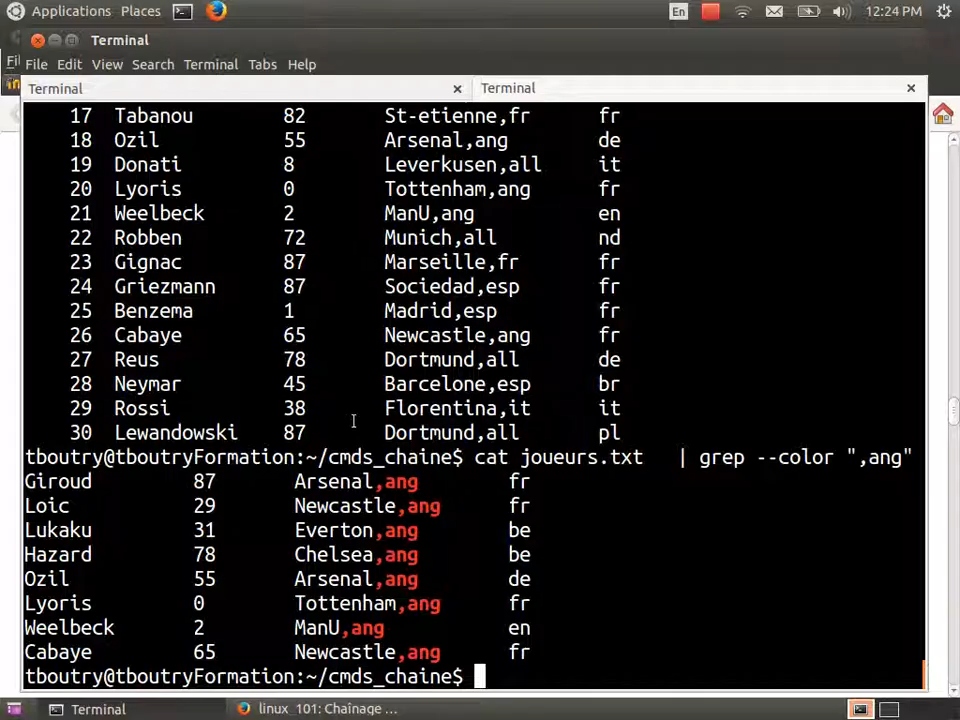 Applications Places En 12:24 PM
Terminal
File Edit View Search Terminal Tabs Help
Terminal × Terminal ×
17 Tabanou 82 St-etienne,fr fr
18 Ozil 55 Arsenal,ang de
19 Donati 8 Leverkusen,all it
20 Lyoris 0 Tottenham,ang fr
21 Weelbeck 2 ManU,ang en
22 Robben 72 Munich,all nd
23 Gignac 87 Marseille,fr fr
24 Griezmann 87 Sociedad,esp fr
25 Benzema 1 Madrid,esp fr
26 Cabaye 65 Newcastle,ang fr
27 Reus 78 Dortmund,all de
28 Neymar 45 Barcelone,esp br
29 Rossi 38 Florentina,it it
30 Lewandowski 87 Dortmund,all pl
tboutry@tboutryFormation:~/cmds_chaine$ cat joueurs.txt | grep --color ",ang"
Giroud 87 Arsenal,ang fr
Loic 29 Newcastle,ang fr
Lukaku 31 Everton,ang be
Hazard 78 Chelsea,ang be
Ozil 55 Arsenal,ang de
Lyoris 0 Tottenham,ang fr
Weelbeck 2 ManU,ang en
Cabaye 65 Newcastle,ang fr
tboutry@tboutryFormation:~/cmds_chaine$
Terminal linux_101: Chaînage ...